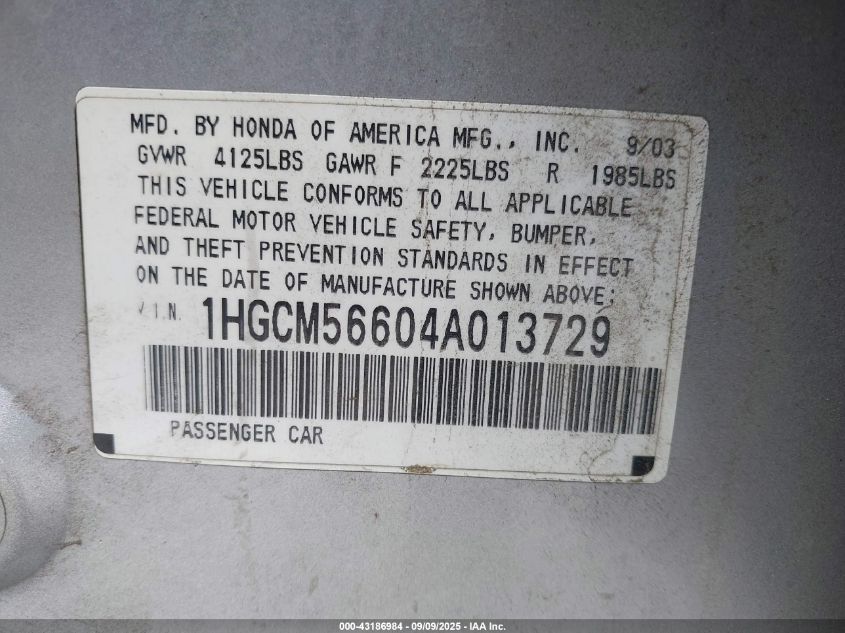 MFD. BY HONDA OF AMERICA MFG., INC. 9/03
GVWR 4125LBS GAWR F 2225LBS R 1985LBS
THIS VEHICLE CONFORMS TO ALL APPLICABLE
FEDERAL MOTOR VEHICLE SAFETY, BUMPER,
AND THEFT PREVENTION STANDARDS IN EFFECT
ON THE DATE OF MANUFACTURE SHOWN ABOVE:
V.I.N. 1HGCM56604A013729
PASSENGER CAR
000-43186984 - 09/09/2025 - IAA Inc.